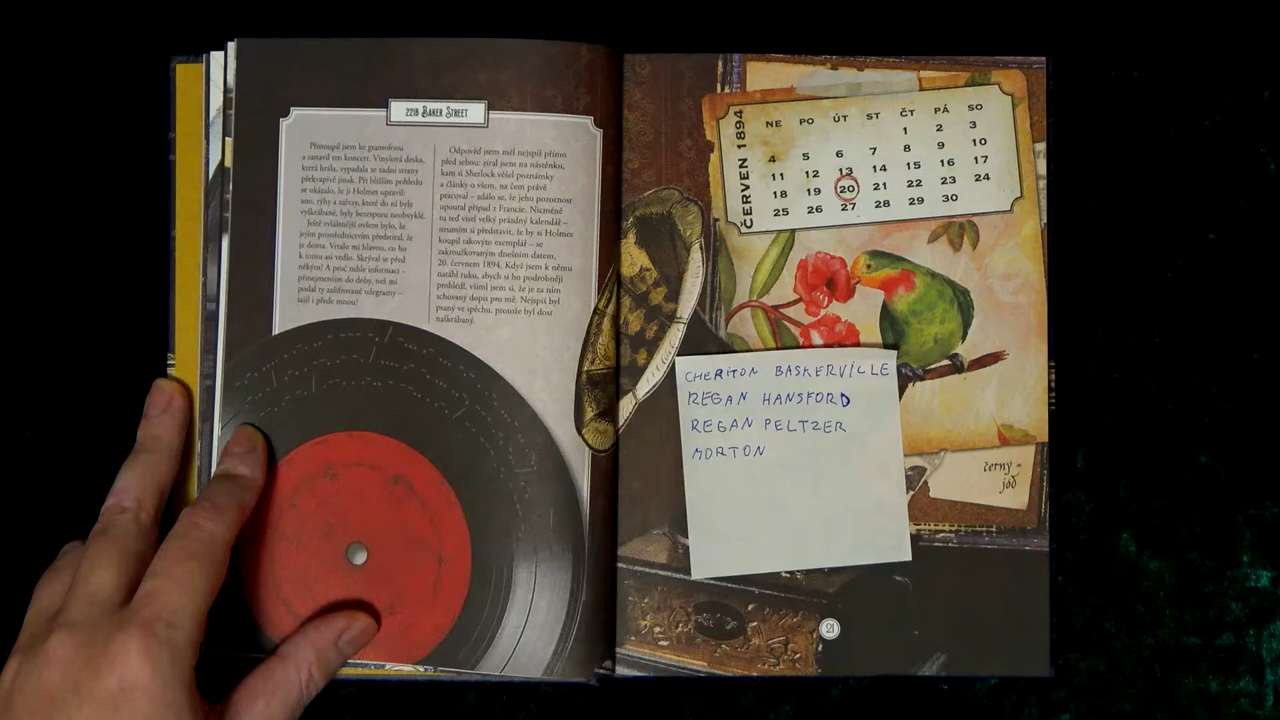 221B BAKER STREET
Přistoupil jsem ke gramofonu
a zastavil ten koncert. Vinylová deska,
která hrála, vypadala ze zadní strany
překvapivě jinak. Při bližším pohledu
se ukázalo, že ji Holmes upravil:
ano, rýhy a zářezy, které do ní byly
vyškrábané, byly bezesporu neobvyklé.
Ještě zvláštnější ovšem bylo, že
jejím prostřednictvím předstíral, že
je doma. Vrtalo mi hlavou, co ho
k tomu asi vedlo. Skrýval se před
někým? A proč tuhle informaci –
přinejmenším do doby, než mi
poslal ty zašifrované telegramy –
tajil i přede mnou?
Odpověď jsem měl nejspíš přímo
před sebou: zíral jsem na nástěnku,
kam si Sherlock věšel poznámky
a články o všem, na čem právě
pracoval – zdálo se, že jeho pozornost
upoutal případ z Francie. Nicméně
tu teď visel velký prázdný kalendář –
neumím si představit, že by si Holmes
koupil takovýto exemplář – se
zakroužkovaným dnešním datem,
20. červnem 1894. Když jsem k němu
natáhl ruku, abych si ho podrobněji
prohlédl, všiml jsem si, že je za ním
schovaný dopis pro mě. Nejspíš byl
psaný ve spěchu, protože byl dost
naškrábaný.
ČERVEN 1894
NE PO ÚT ST ČT PÁ SO
1 2 3
4 5 6 7 8 9 10
11 12 13 14 15 16 17
18 19 20 21 22 23 24
25 26 27 28 29 30
CHERITON BASKERVILLE
REGAN HANSFORD
REGAN PELTZER
MORTON
černý =
jód
21